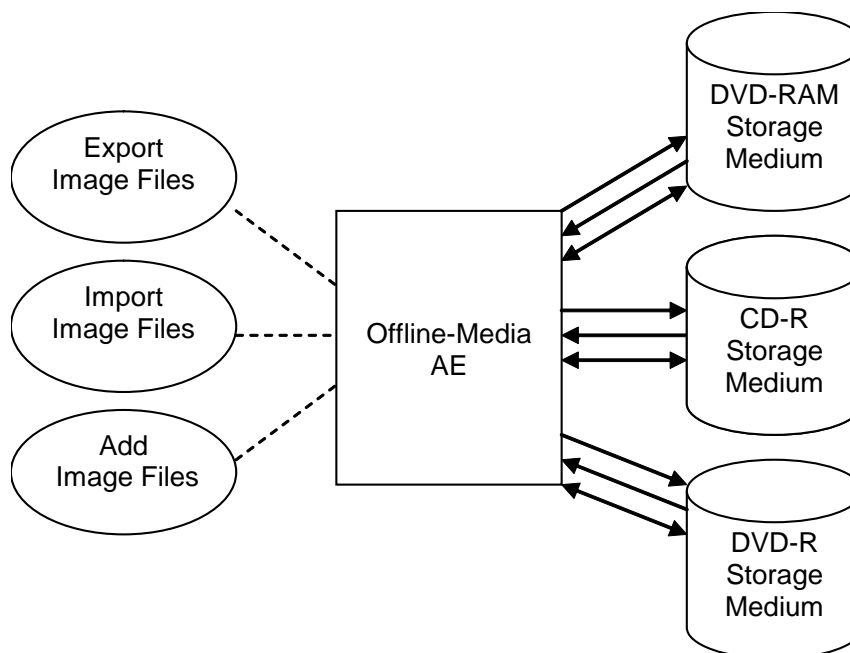 Export
Image Files
Import
Image Files
Add
Image Files
Offline-Media
AE
DVD-RAM
Storage
Medium
CD-R
Storage
Medium
DVD-R
Storage
Medium